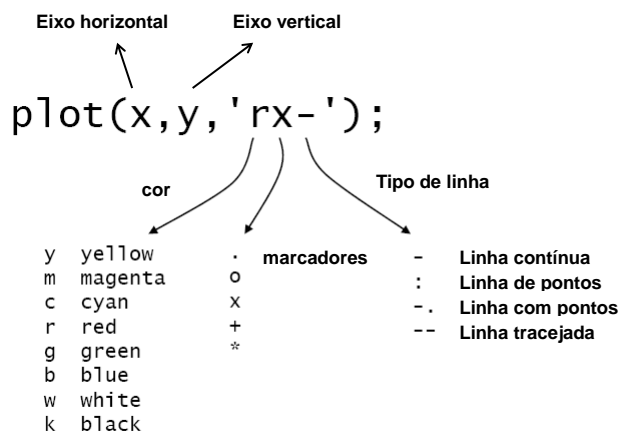 Eixo horizontal
Eixo vertical
plot(x,y,'rx-');
cor
Tipo de linha
y yellow
m magenta
c cyan
r red
g green
b blue
w white
k black
marcadores
.
o
x
+
*
- Linha contínua
: Linha de pontos
-. Linha com pontos
-- Linha tracejada